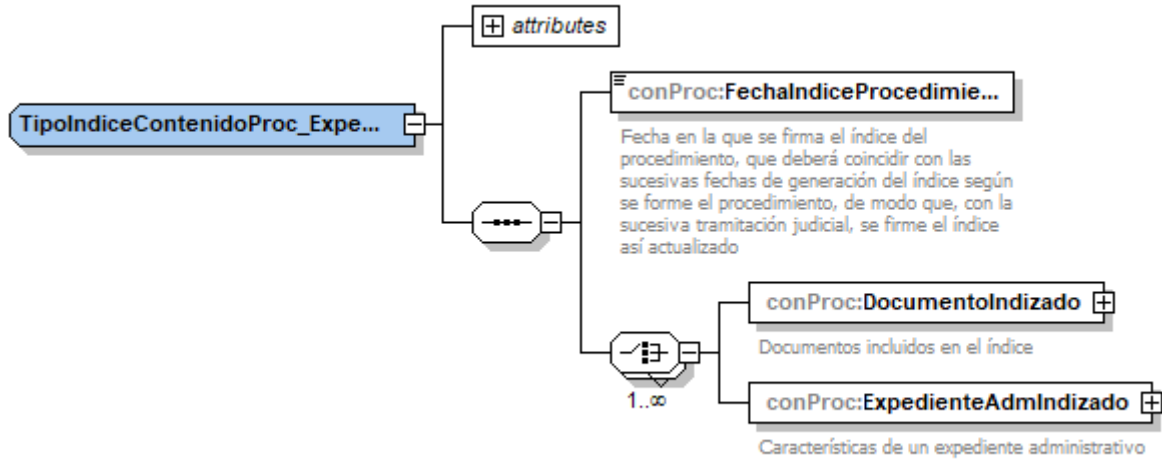 attributes
conProc:FechaIndiceProcedimie...
TipoIndiceContenidoProc_Expe...
Fecha en la que se firma el índice del
procedimiento, que deberá coincidir con las
sucesivas fechas de generación del índice según
se forme el procedimiento, de modo que, con la
sucesiva tramitación judicial, se firme el índice
así actualizado
conProc:DocumentoIndizado
Documentos incluidos en el índice
1..∞
conProc:ExpedienteAdmIndizado
Características de un expediente administrativo